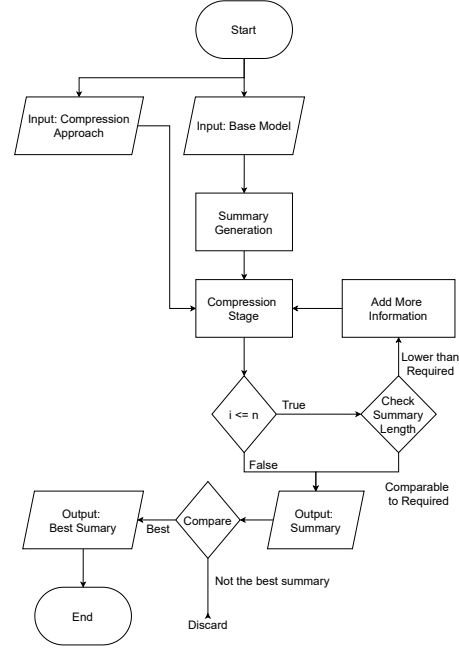 Start
Input: Compression
Approach
Input: Base Model
Summary
Generation
Compression
Stage
Add More
Information
Lower than
Required
i <= n
True
Check
Summary
Length
False
Comparable
to Required
Output:
Best Sumary
Best
Compare
Output:
Summary
Not the best summary
End
Discard